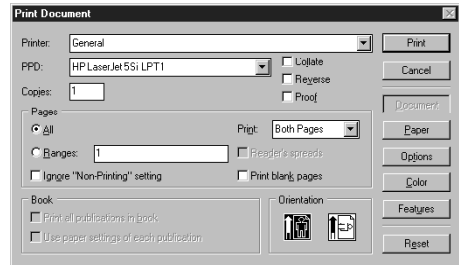 Print Document
Printer: General Print
PPD: HP LaserJet 5Si LPT1 Collate Cancel
Reverse
Copies: 1 Proof Document
Pages
All Print: Both Pages Paper
Ranges: 1 Reader's spreads Options
Ignore "Non-Printing" setting Print blank pages Color
Book Orientation Features
Print all publications in book
Use paper settings of each publication Reset